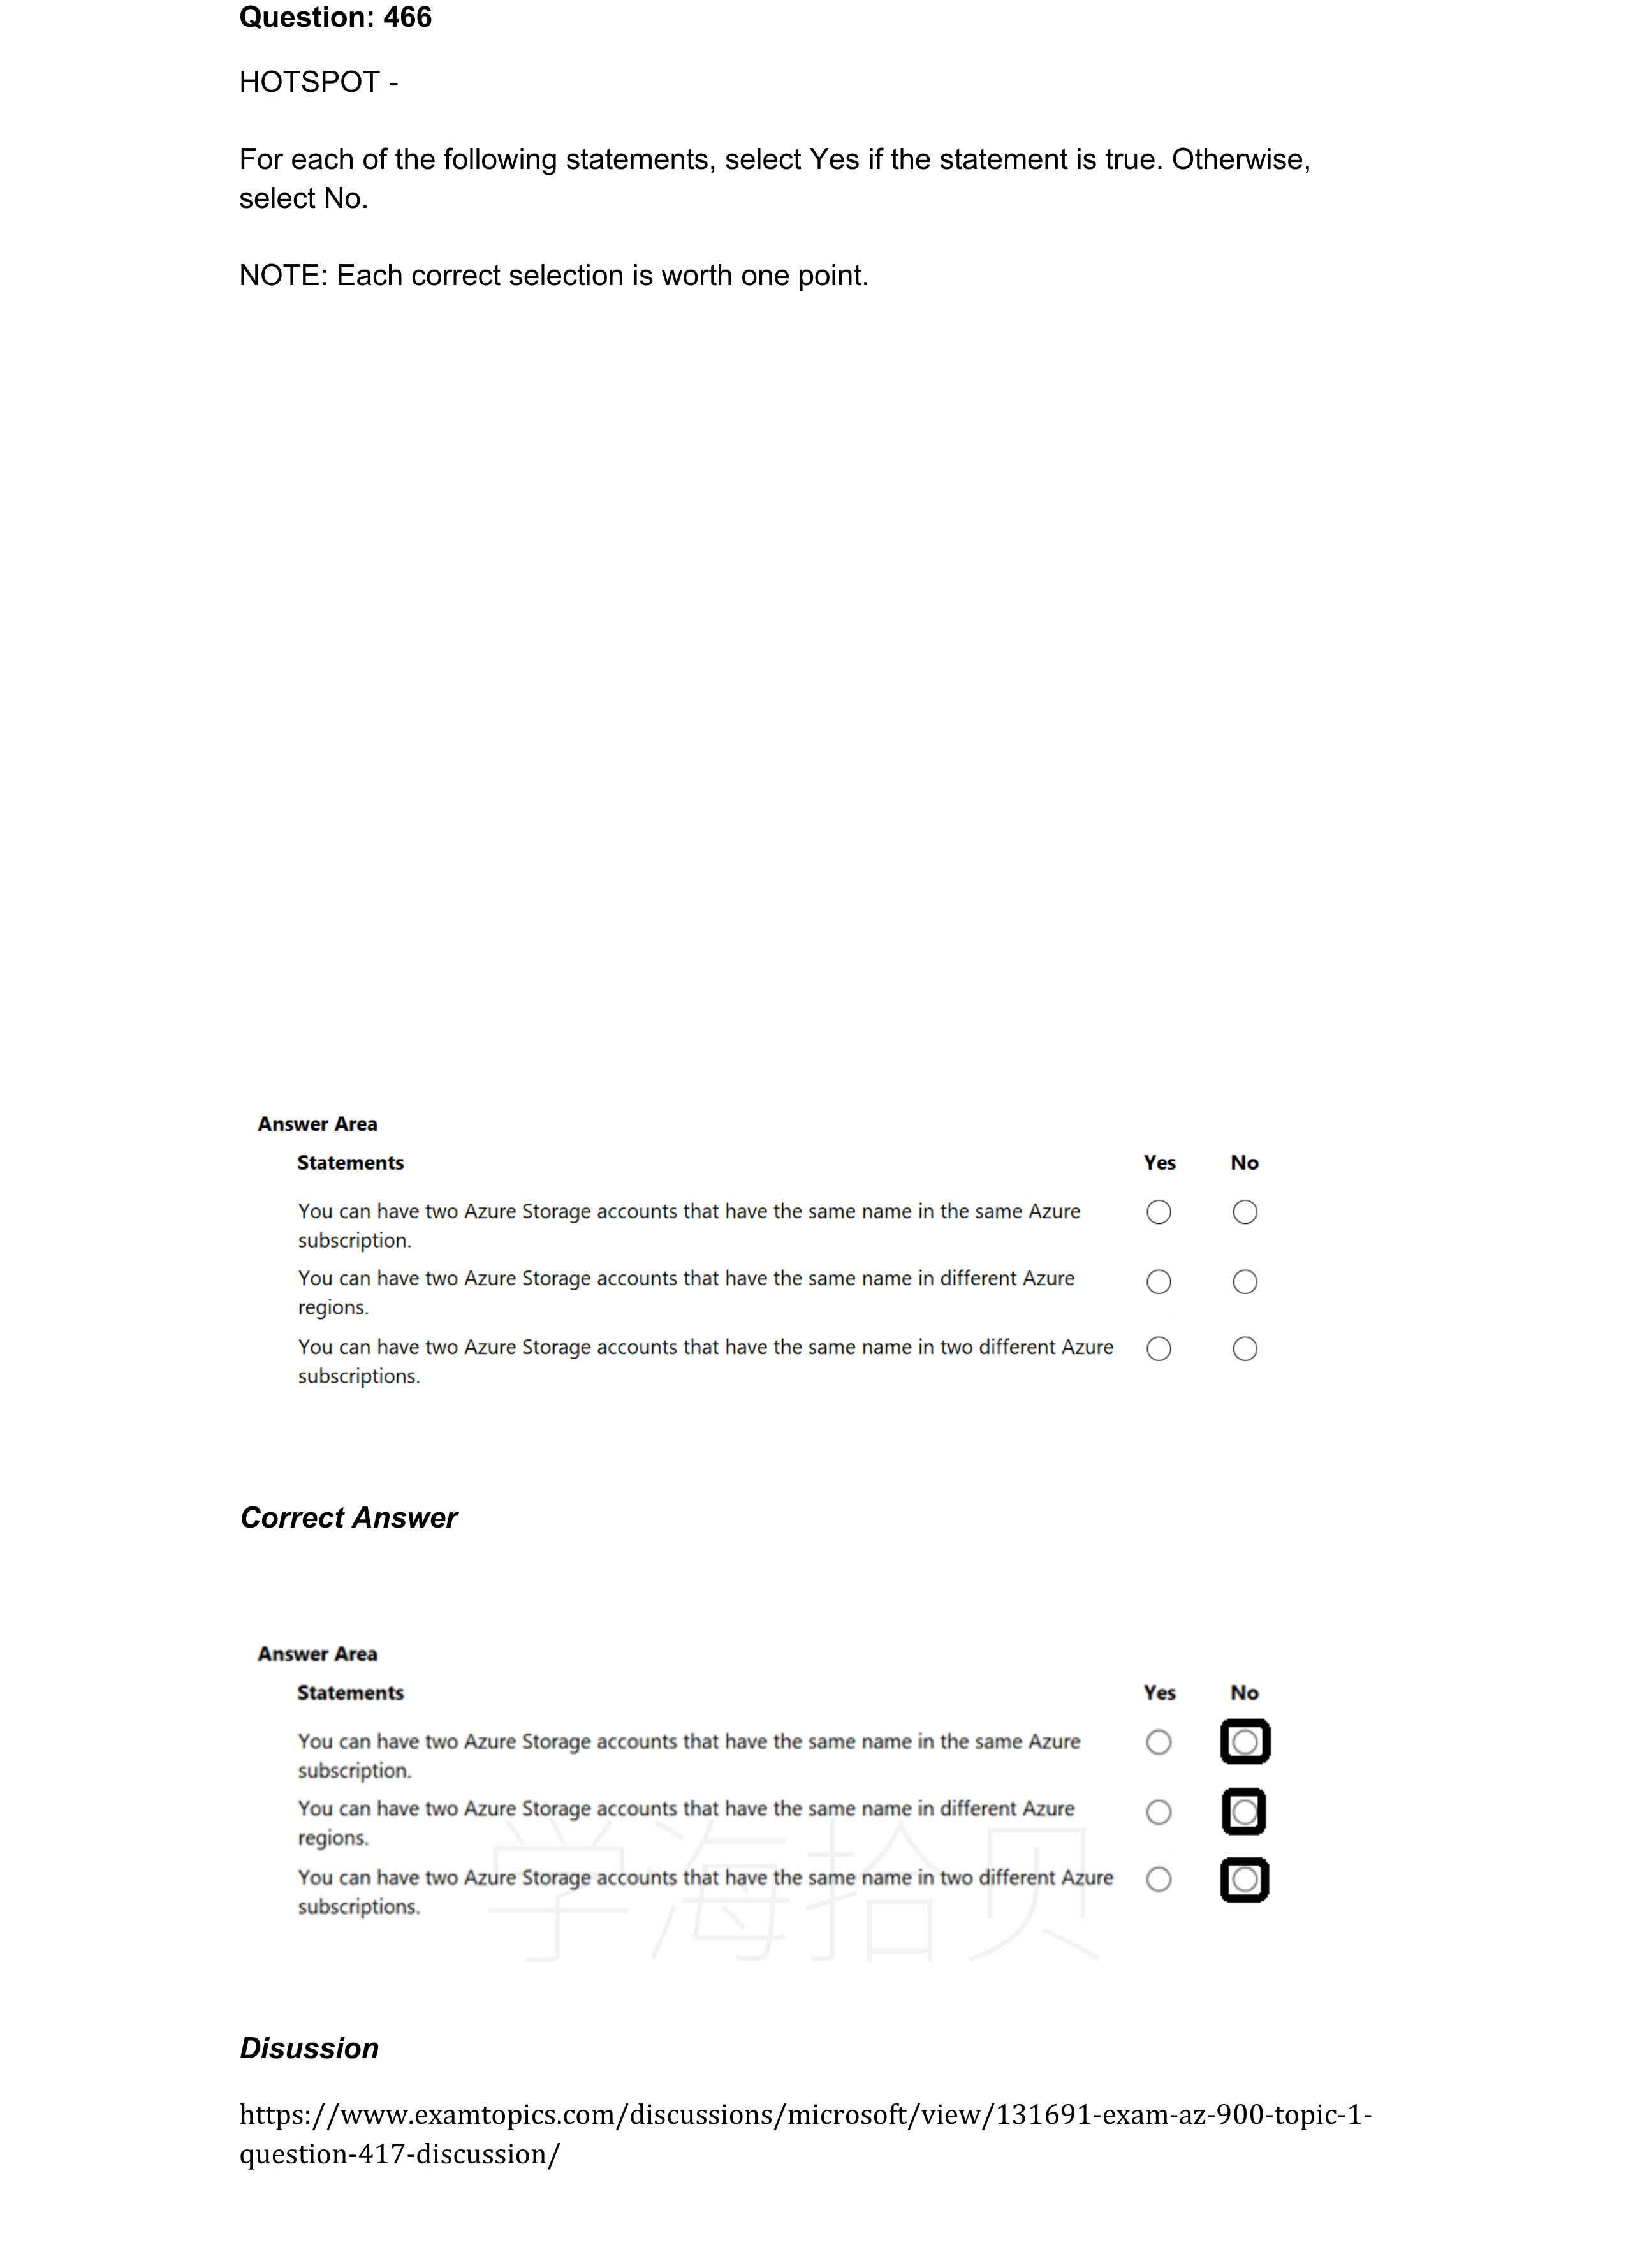 Question: 466
HOTSPOT -
For each of the following statements, select Yes if the statement is true. Otherwise,
select No.
NOTE: Each correct selection is worth one point.
Answer Area
Statements Yes No
You can have two Azure Storage accounts that have the same name in the same Azure
subscription.
You can have two Azure Storage accounts that have the same name in different Azure
regions.
You can have two Azure Storage accounts that have the same name in two different Azure
subscriptions.
Correct Answer
Answer Area
Statements Yes No
You can have two Azure Storage accounts that have the same name in the same Azure
subscription.
You can have two Azure Storage accounts that have the same name in different Azure
regions.
You can have two Azure Storage accounts that have the same name in two different Azure
subscriptions.
学海拾贝
Disussion
https://www.examtopics.com/discussions/microsoft/view/131691-exam-az-900-topic-1-
question-417-discussion/